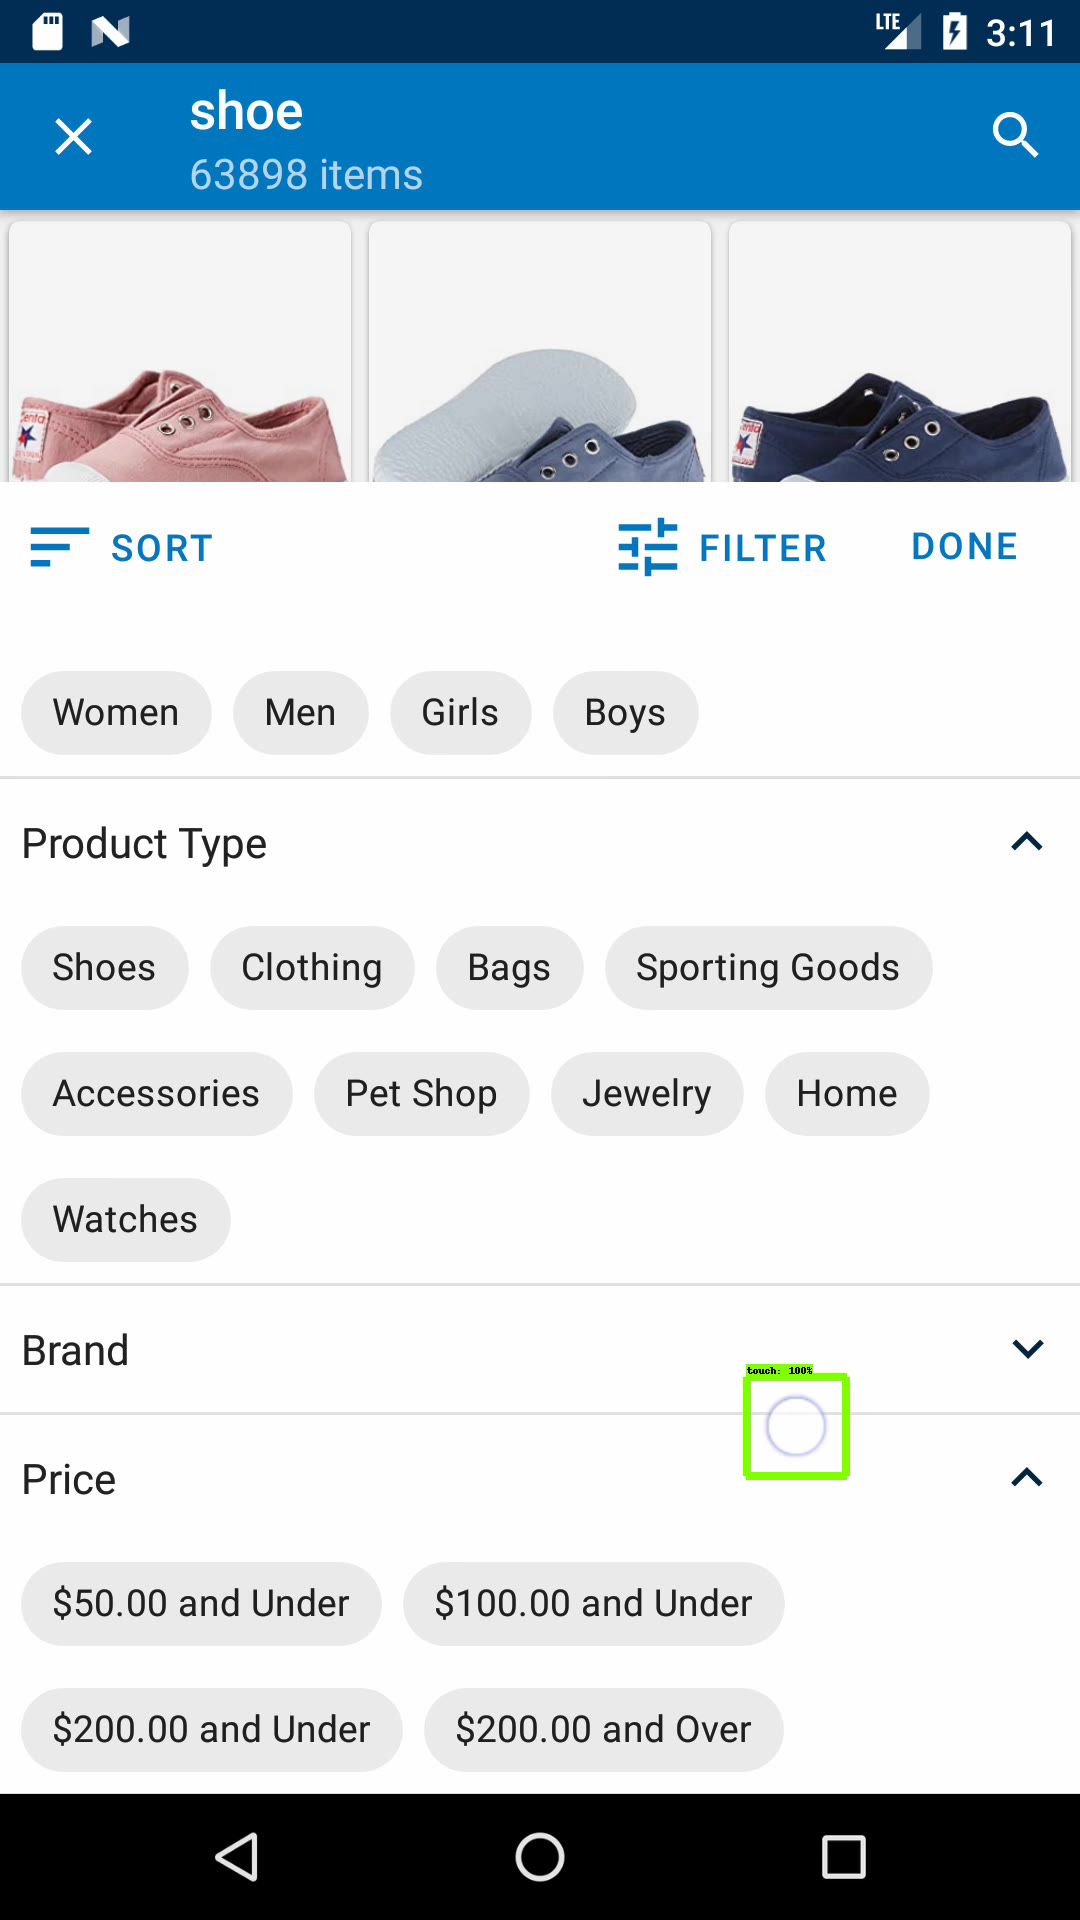 LTE 3:11
shoe
63898 items
SORT FILTER DONE
Women Men Girls Boys
Product Type
Shoes Clothing Bags Sporting Goods
Accessories Pet Shop Jewelry Home
Watches
Brand
touch: 100%
Price
$50.00 and Under $100.00 and Under
$200.00 and Under $200.00 and Over